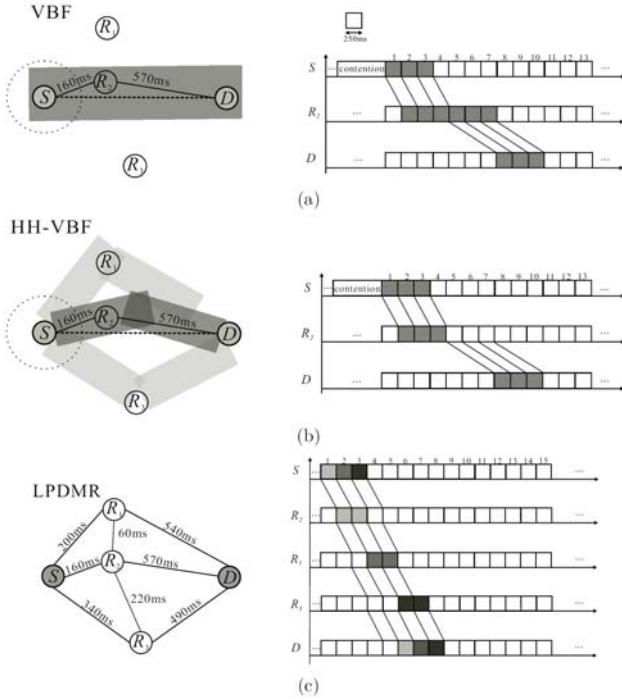 VBF
R1
160ms
570ms
S
R2
D
R3
250ms
1 2 3 4 5 6 7 8 9 10 11 12 13
S ... contention ...
R2 ... ...
D ... ...
(a)
HH-VBF
R1
160ms
570ms
S
R2
D
R3
1 2 3 4 5 6 7 8 9 10 11 12 13
S ... contention ...
R2 ... ...
D ... ...
(b)
LPDMR
R1
200ms
540ms
60ms
160ms
S
R2
570ms
D
220ms
340ms
490ms
R3
1 2 3 4 5 6 7 8 9 10 11 12 13 14 15
S ... ...
R2 ... ...
R1 ... ...
R3 ... ...
D ... ...
(c)